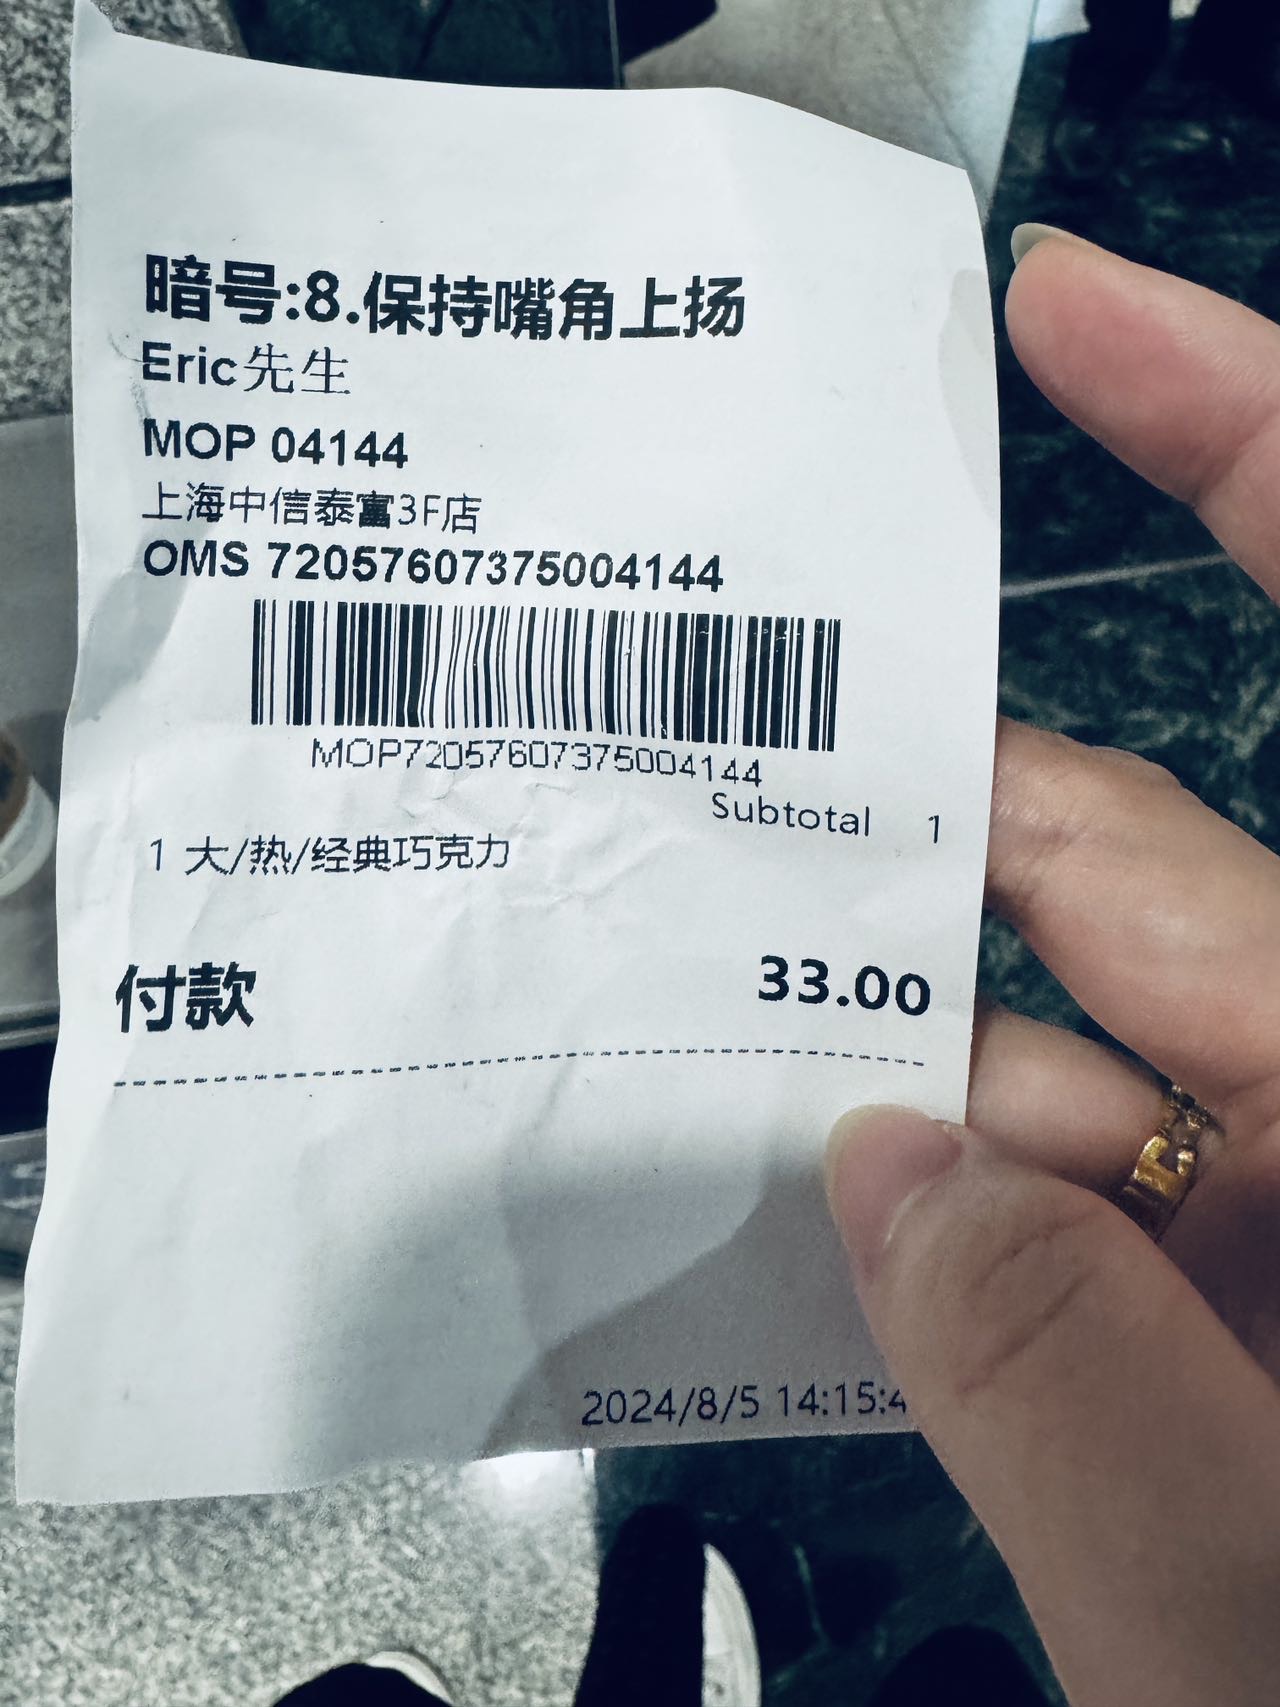 暗号:8.保持嘴角上扬
Eric先生
MOP 04144
上海中信泰富3F店
OMS 72057607375004144
MOP72057607375004144
Subtotal 1
1 大/热/经典巧克力
付款 33.00
2024/8/5 14:15:4